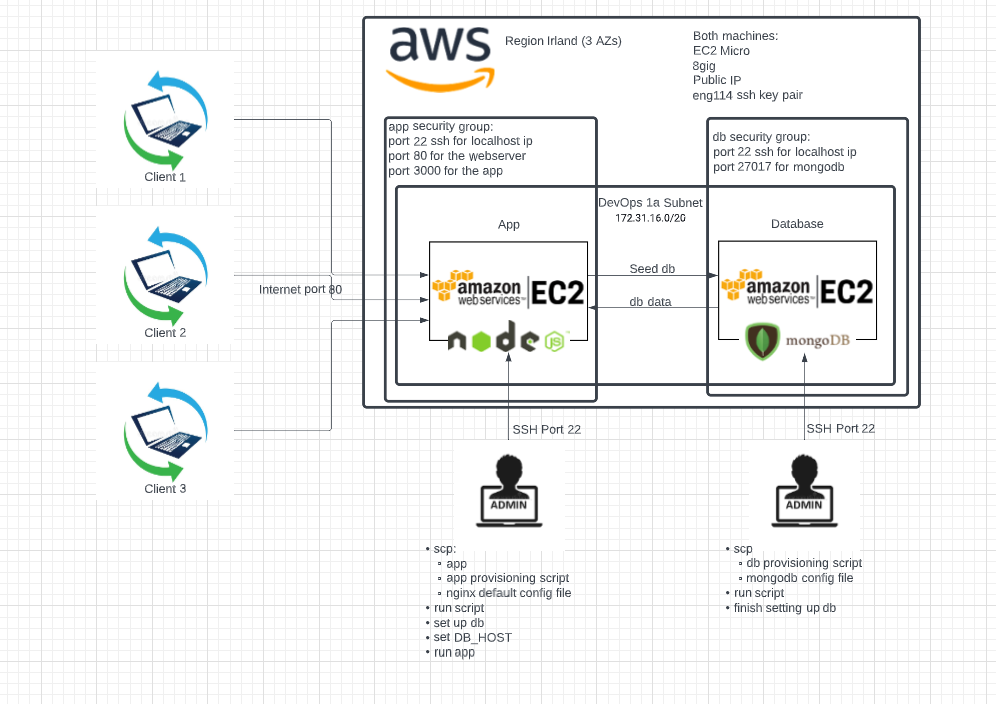 aws
Region Irland (3 AZs)
Both machines:
EC2 Micro
8gig
Public IP
eng114 ssh key pair
app security group:
port 22 ssh for localhost ip
port 80 for the webserver
port 3000 for the app
db security group:
port 22 ssh for localhost ip
port 27017 for mongodb
DevOps 1a Subnet
172.31.16.0/20
App
Database
amazon
web services™
EC2
node
JS
amazon
web services™
EC2
mongoDB
Seed db
db data
Client 1
Internet port 80
Client 2
Client 3
SSH Port 22
SSH Port 22
ADMIN
ADMIN
• scp:
▫ app
▫ app provisioning script
▫ nginx default config file
• run script
• set up db
• set DB_HOST
• run app
• scp
▫ db provisioning script
▫ mongodb config file
• run script
• finish setting up db